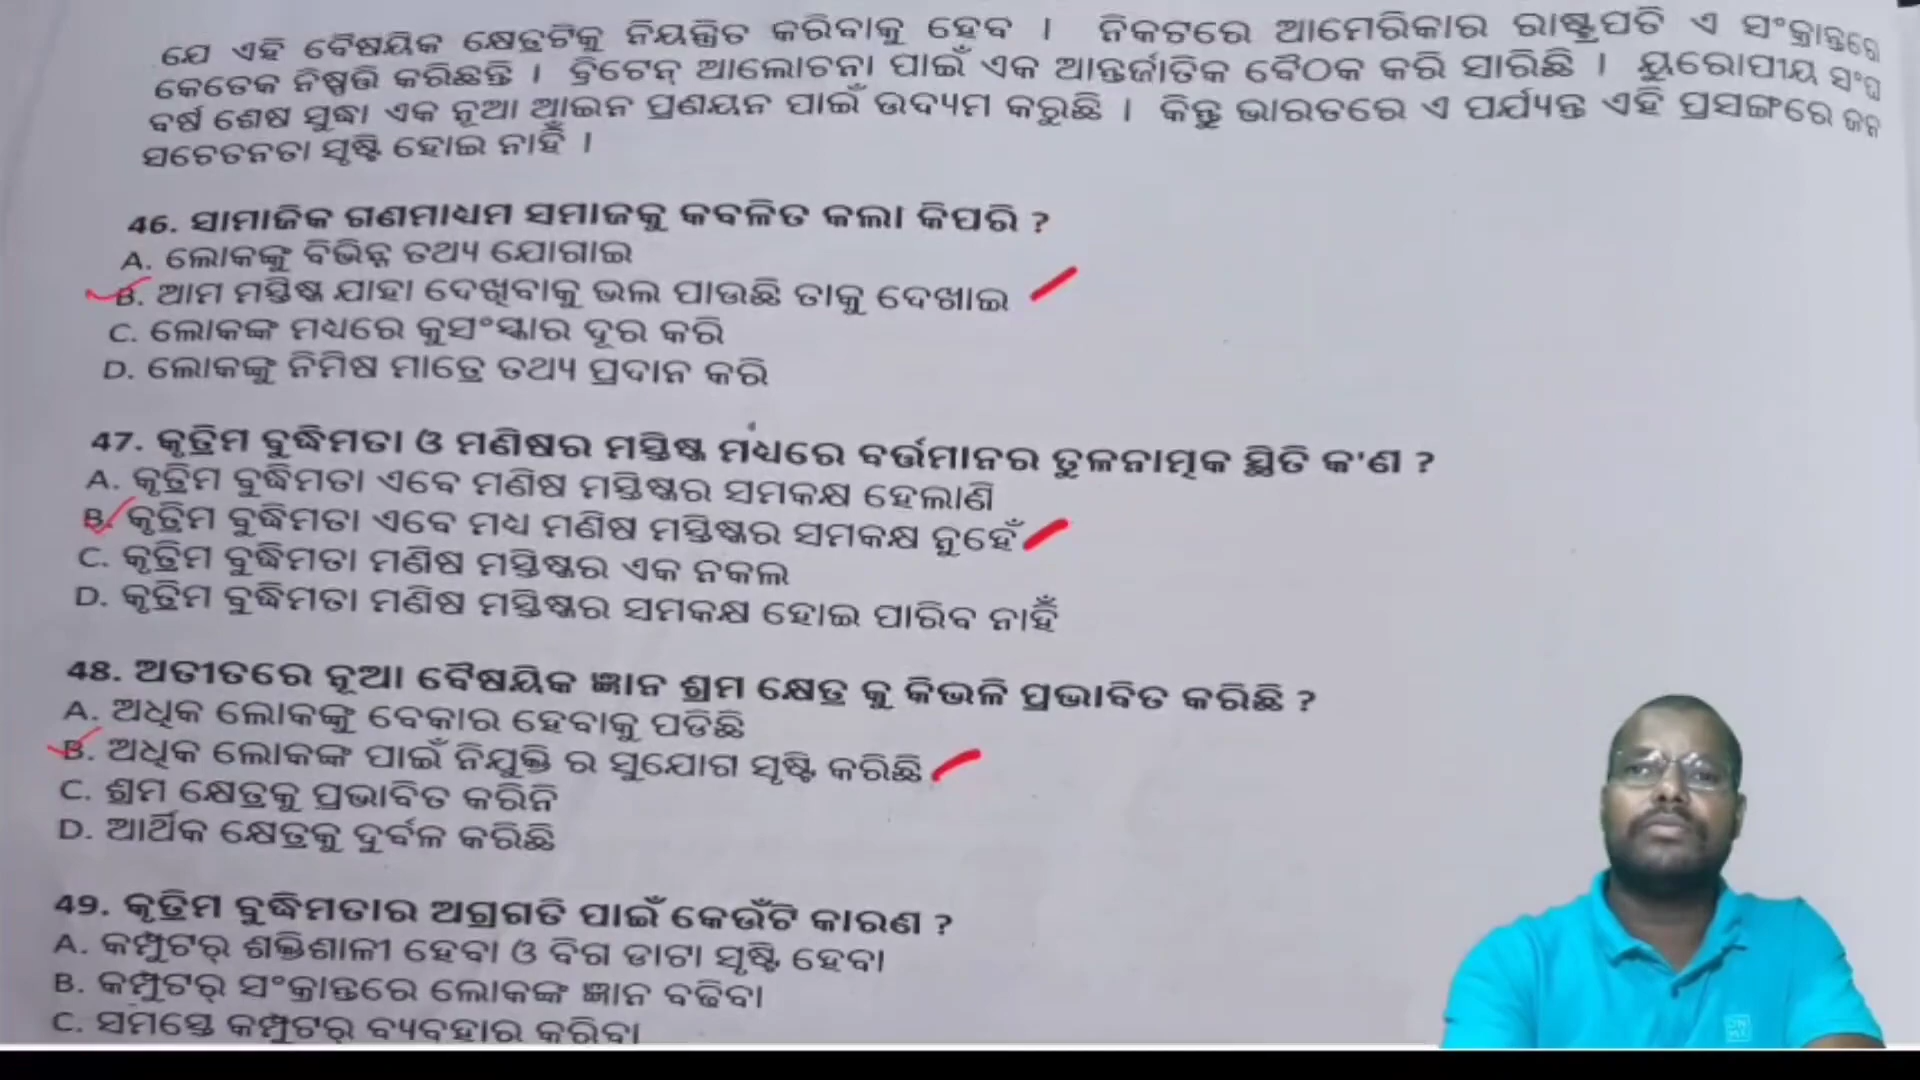 ଯେ ଏହି ବୈଷୟିକ କ୍ଷେତ୍ରଟିକୁ ନିୟନ୍ତ୍ରିତ କରିବାକୁ ହେବ । ନିକଟରେ ଆମେରିକାର ରାଷ୍ଟ୍ରପତି ଏ ସଂକ୍ରାନ୍ତରେ
କେତେକ ନିଷ୍ପତ୍ତି କରିଛନ୍ତି । ବ୍ରିଟେନ୍ ଆଲୋଚନା ପାଇଁ ଏକ ଆନ୍ତର୍ଜାତିକ ବୈଠକ କରି ସାରିଛି । ୟୁରୋପୀୟ ସଂଘ
ବର୍ଷ ଶେଷ ସୁଦ୍ଧା ଏକ ନୂଆ ଆଇନ ପ୍ରଣୟନ ପାଇଁ ଉଦ୍ୟମ କରୁଛି । କିନ୍ତୁ ଭାରତରେ ଏ ପର୍ଯ୍ୟନ୍ତ ଏହି ପ୍ରସଙ୍ଗରେ ଜନ
ସଚେତନତା ସୃଷ୍ଟି ହୋଇ ନାହିଁ ।
46. ସାମାଜିକ ଗଣମାଧ୍ୟମ ସମାଜକୁ କବଳିତ କଲା କିପରି ?
A. ଲୋକଙ୍କୁ ବିଭିନ୍ନ ତଥ୍ୟ ଯୋଗାଇ
B. ଆମ ମସ୍ତିଷ୍କ ଯାହା ଦେଖିବାକୁ ଭଲ ପାଉଛି ତାକୁ ଦେଖାଇ
C. ଲୋକଙ୍କ ମଧ୍ୟରେ କୁସଂସ୍କାର ଦୂର କରି
D. ଲୋକଙ୍କୁ ନିମିଷ ମାତ୍ରେ ତଥ୍ୟ ପ୍ରଦାନ କରି
47. କୃତ୍ରିମ ବୁଦ୍ଧିମତା ଓ ମଣିଷର ମସ୍ତିଷ୍କ ମଧ୍ୟରେ ବର୍ତ୍ତମାନର ତୁଳନାତ୍ମକ ସ୍ଥିତି କ'ଣ ?
A. କୃତ୍ରିମ ବୁଦ୍ଧିମତା ଏବେ ମଣିଷ ମସ୍ତିଷ୍କର ସମକକ୍ଷ ହେଲାଣି
B. କୃତ୍ରିମ ବୁଦ୍ଧିମତା ଏବେ ମଧ୍ୟ ମଣିଷ ମସ୍ତିଷ୍କର ସମକକ୍ଷ ନୁହେଁ
C. କୃତ୍ରିମ ବୁଦ୍ଧିମତା ମଣିଷ ମସ୍ତିଷ୍କର ଏକ ନକଲ
D. କୃତ୍ରିମ ବୁଦ୍ଧିମତା ମଣିଷ ମସ୍ତିଷ୍କର ସମକକ୍ଷ ହୋଇ ପାରିବ ନାହିଁ
48. ଅତୀତରେ ନୂଆ ବୈଷୟିକ ଜ୍ଞାନ ଶ୍ରମ କ୍ଷେତ୍ର କୁ କିଭଳି ପ୍ରଭାବିତ କରିଛି ?
A. ଅଧିକ ଲୋକଙ୍କୁ ବେକାର ହେବାକୁ ପଡିଛି
B. ଅଧିକ ଲୋକଙ୍କ ପାଇଁ ନିଯୁକ୍ତି ର ସୁଯୋଗ ସୃଷ୍ଟି କରିଛି
C. ଶ୍ରମ କ୍ଷେତ୍ରକୁ ପ୍ରଭାବିତ କରିନି
D. ଆର୍ଥିକ କ୍ଷେତ୍ରକୁ ଦୁର୍ବଳ କରିଛି
49. କୃତ୍ରିମ ବୁଦ୍ଧିମତାର ଅଗ୍ରଗତି ପାଇଁ କେଉଁଟି କାରଣ ?
A. କମ୍ପୁଟର୍ ଶକ୍ତିଶାଳୀ ହେବା ଓ ବିଗ ଡାଟା ସୃଷ୍ଟି ହେବା
B. କମ୍ପୁଟର୍ ସଂକ୍ରାନ୍ତରେ ଲୋକଙ୍କ ଜ୍ଞାନ ବଢିବା
C. ସମସ୍ତେ କମ୍ପୁଟର୍ ବ୍ୟବହାର କରିବା